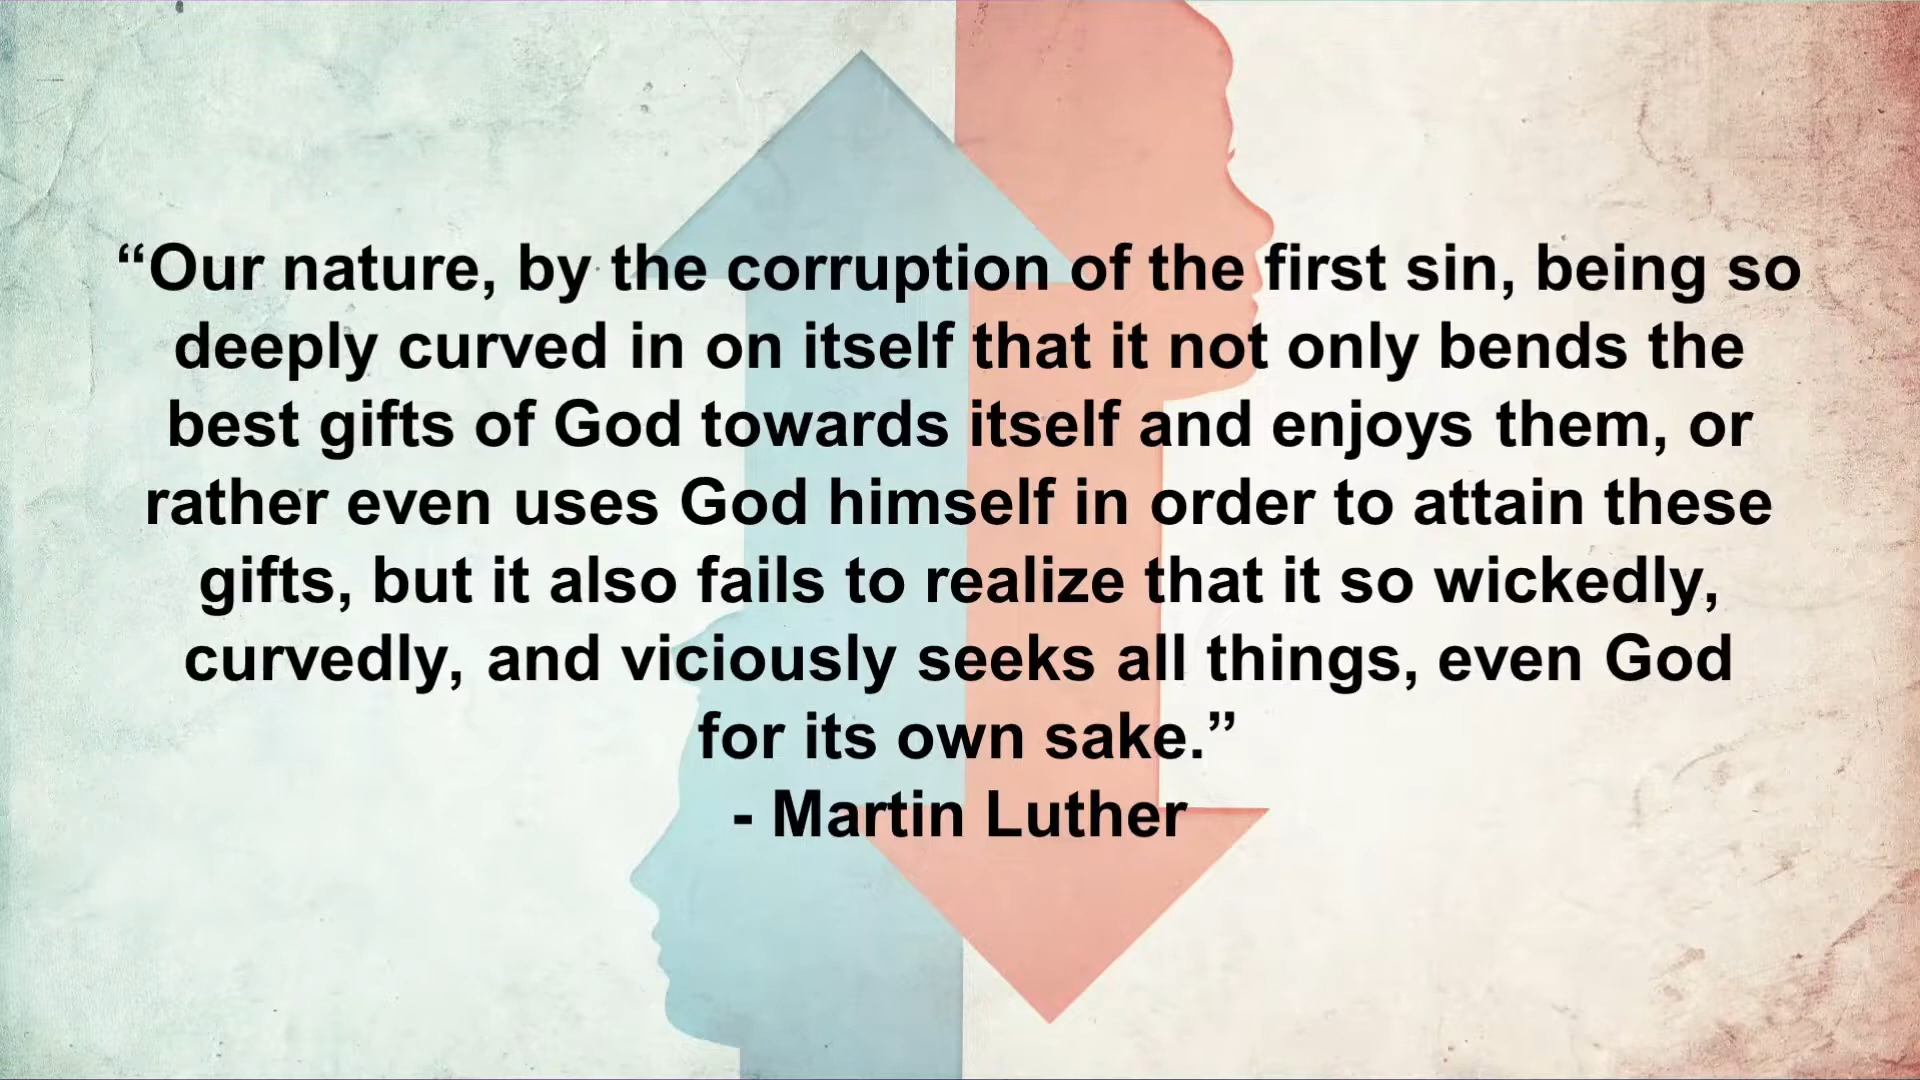 “Our nature, by the corruption of the first sin, being so
deeply curved in on itself that it not only bends the
best gifts of God towards itself and enjoys them, or
rather even uses God himself in order to attain these
gifts, but it also fails to realize that it so wickedly,
curvedly, and viciously seeks all things, even God
for its own sake.”
- Martin Luther